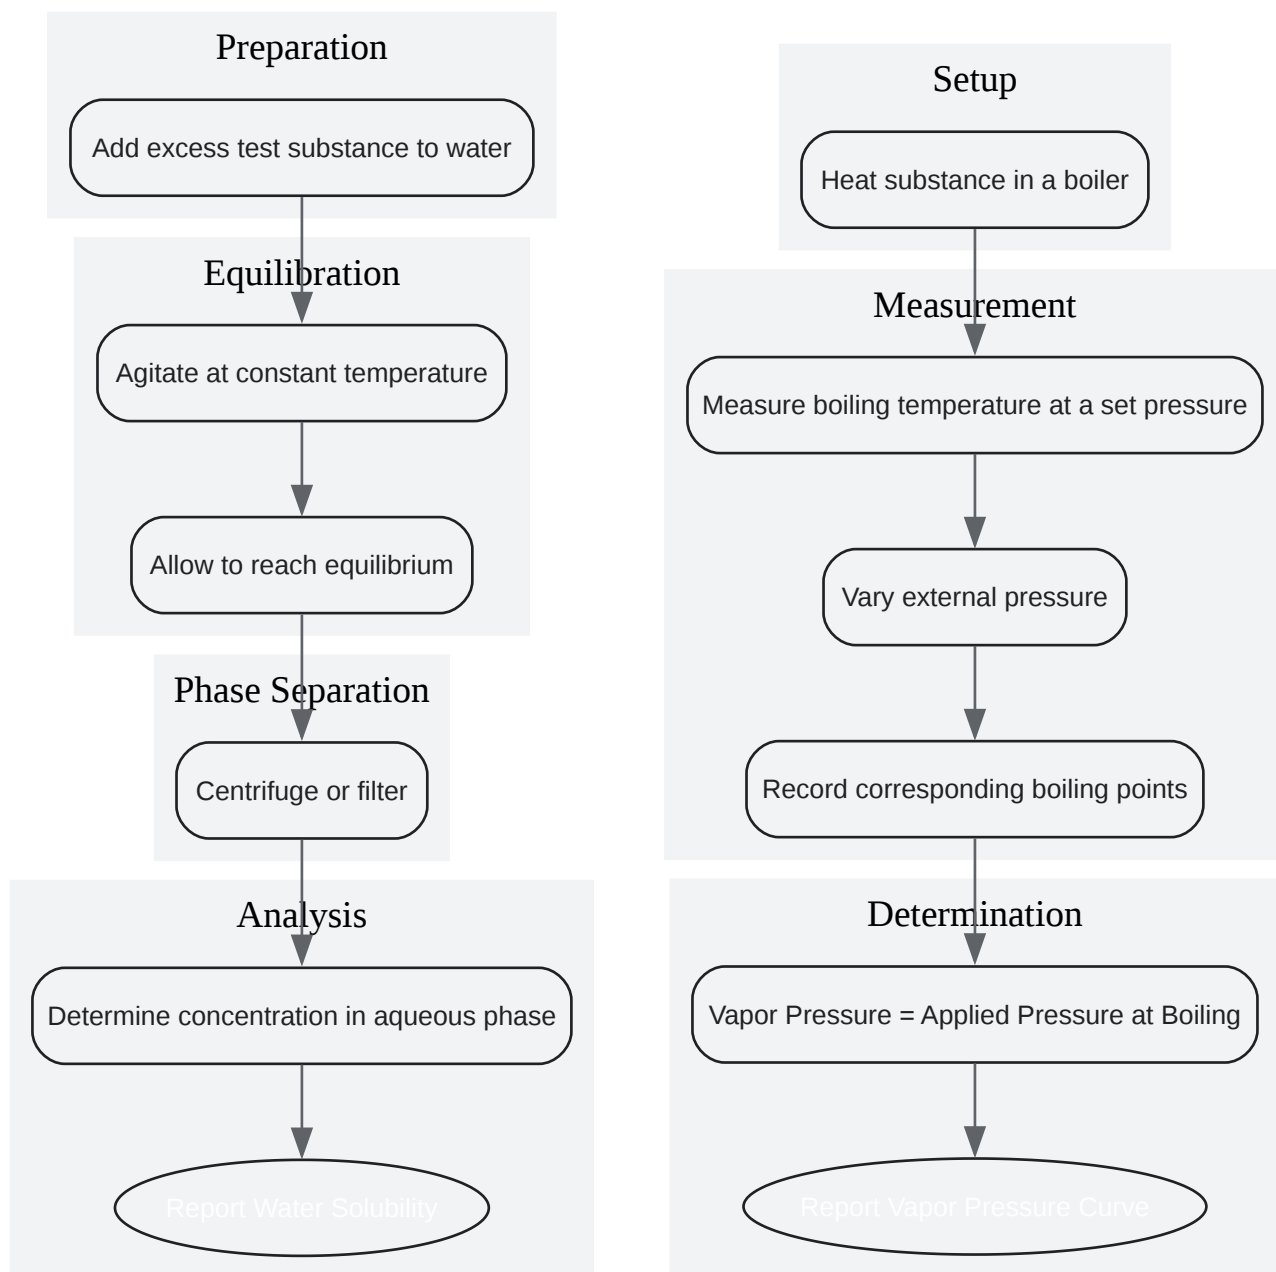 Preparation
Add excess test substance to water
Equilibration
Agitate at constant temperature
Allow to reach equilibrium
Phase Separation
Centrifuge or filter
Analysis
Determine concentration in aqueous phase
Report Water Solubility
Setup
Heat substance in a boiler
Measurement
Measure boiling temperature at a set pressure
Vary external pressure
Record corresponding boiling points
Determination
Vapor Pressure = Applied Pressure at Boiling
Report Vapor Pressure Curve